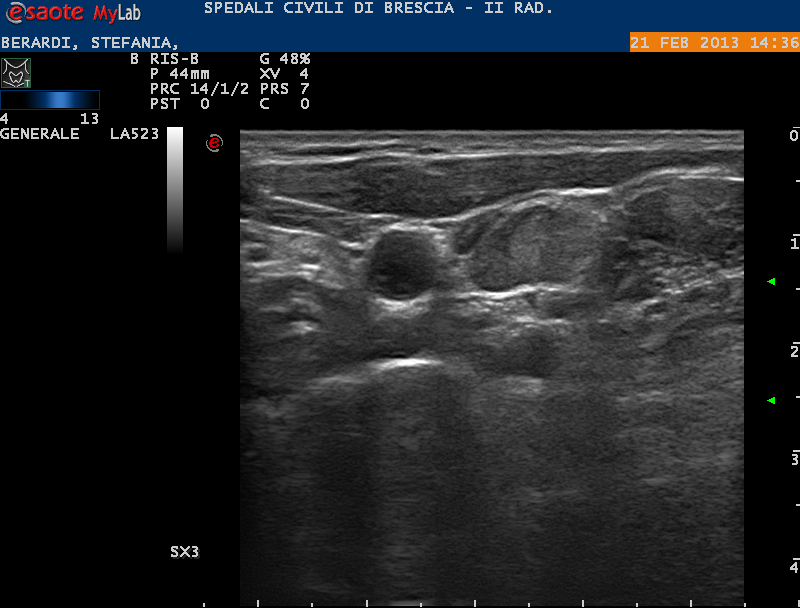 esaote MyLab
SPEDALI CIVILI DI BRESCIA - II RAD.
BERARDI, STEFANIA,
21 FEB 2013 14:36
B RIS-B G 48%
P 44mm XV 4
PRC 14/1/2 PRS 7
PST 0 C 0
T
4 13
GENERALE LA523
e
0
1
2
3
4
SX3